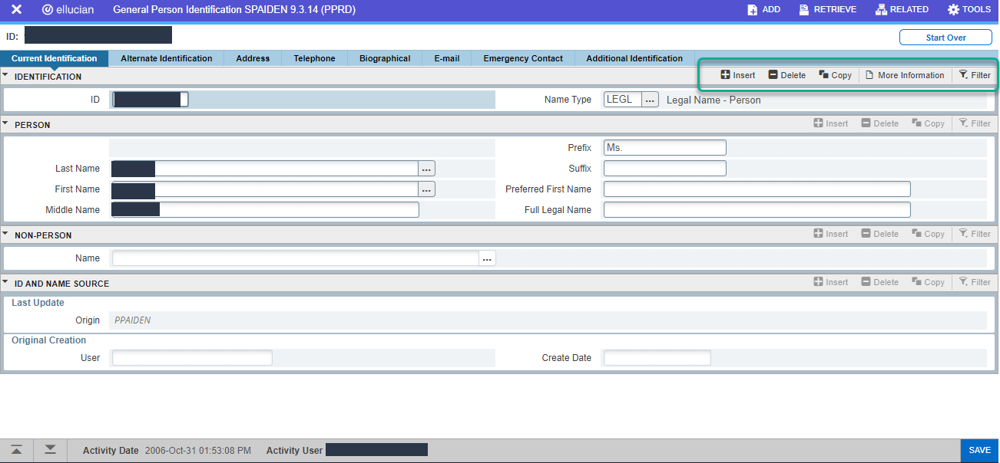 ellucian General Person Identification SPAIDEN 9.3.14 (PPRD) ADD RETRIEVE RELATED TOOLS
ID: Start Over
Current Identification Alternate Identification Address Telephone Biographical E-mail Emergency Contact Additional Identification
IDENTIFICATION Insert Delete Copy More Information Filter
ID Name Type LEGL ... Legal Name - Person
PERSON Insert Delete Copy Filter
Prefix Ms.
Last Name ... Suffix
First Name ... Preferred First Name
Middle Name Full Legal Name
NON-PERSON Insert Delete Copy Filter
Name ...
ID AND NAME SOURCE Insert Delete Copy Filter
Last Update
Origin PPAIDEN
Original Creation
User Create Date
Activity Date 2006-Oct-31 01:53:08 PM Activity User SAVE